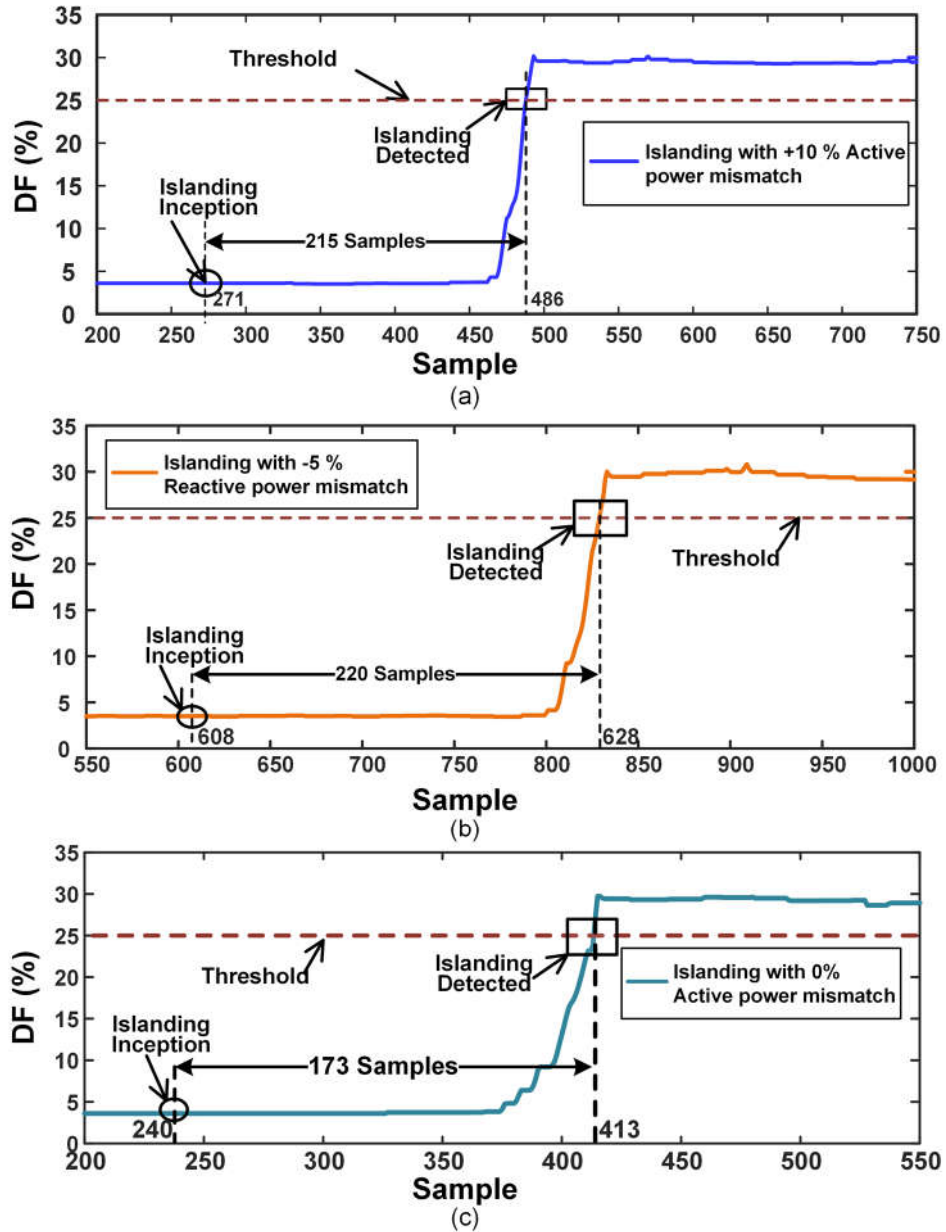 35
30
25
20
15
10
5
0
DF (%)
Threshold
Islanding
Detected
Islanding with +10 % Active
power mismatch
Islanding
Inception
215 Samples
271
486
200 250 300 350 400 450 500 550 600 650 700 750
Sample
(a)
35
30
25
20
15
10
5
0
DF (%)
Islanding with -5 %
Reactive power mismatch
Islanding
Detected
Threshold
Islanding
Inception
220 Samples
608
628
550 600 650 700 750 800 850 900 950 1000
Sample
(b)
35
30
25
20
15
10
5
0
DF (%)
Threshold
Islanding
Detected
Islanding with 0%
Active power mismatch
Islanding
Inception
173 Samples
240
413
200 250 300 350 400 450 500 550
Sample
(c)